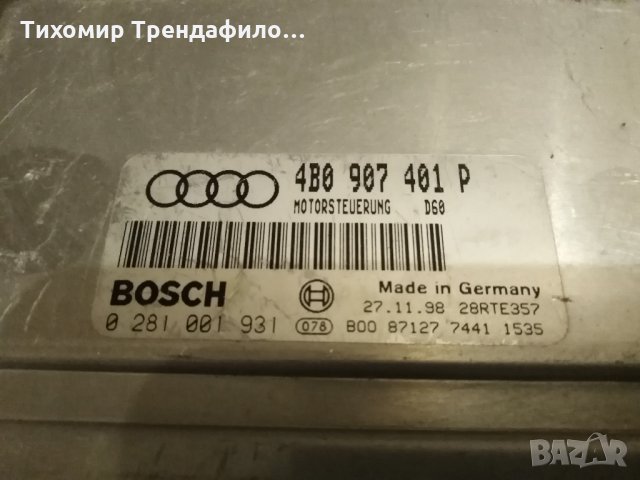 Тихомир Трендафило...
4B0 907 401 P
MOTORSTEUERUNG D60
BOSCH
Made in Germany
27.11.98 28RTE357
0 281 001 931 078 B00 87127 7441 1535
BAZAR